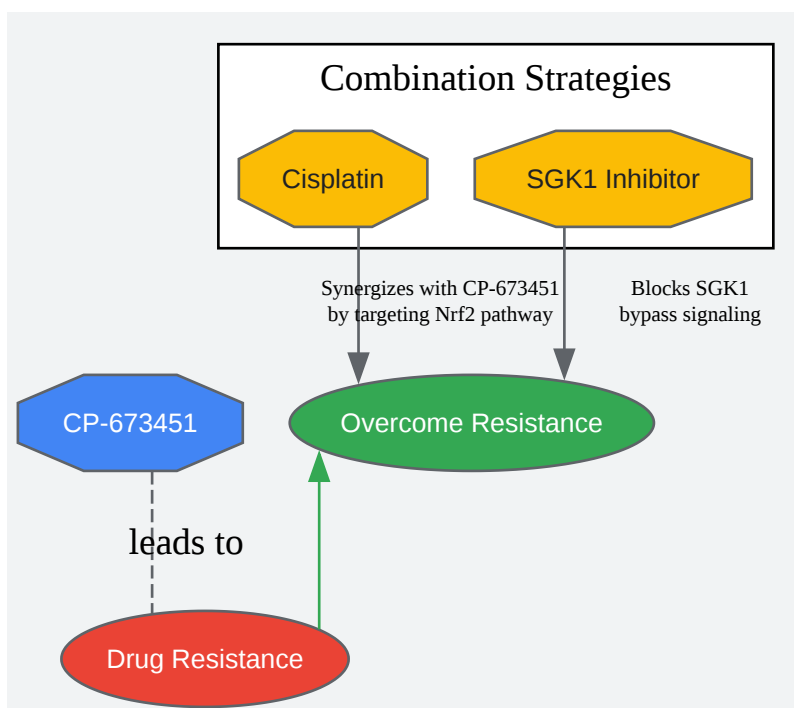 Combination Strategies
Cisplatin
SGK1 Inhibitor
Synergizes with CP-673451
by targeting Nrf2 pathway
Blocks SGK1
bypass signaling
CP-673451
Overcome Resistance
leads to
Drug Resistance